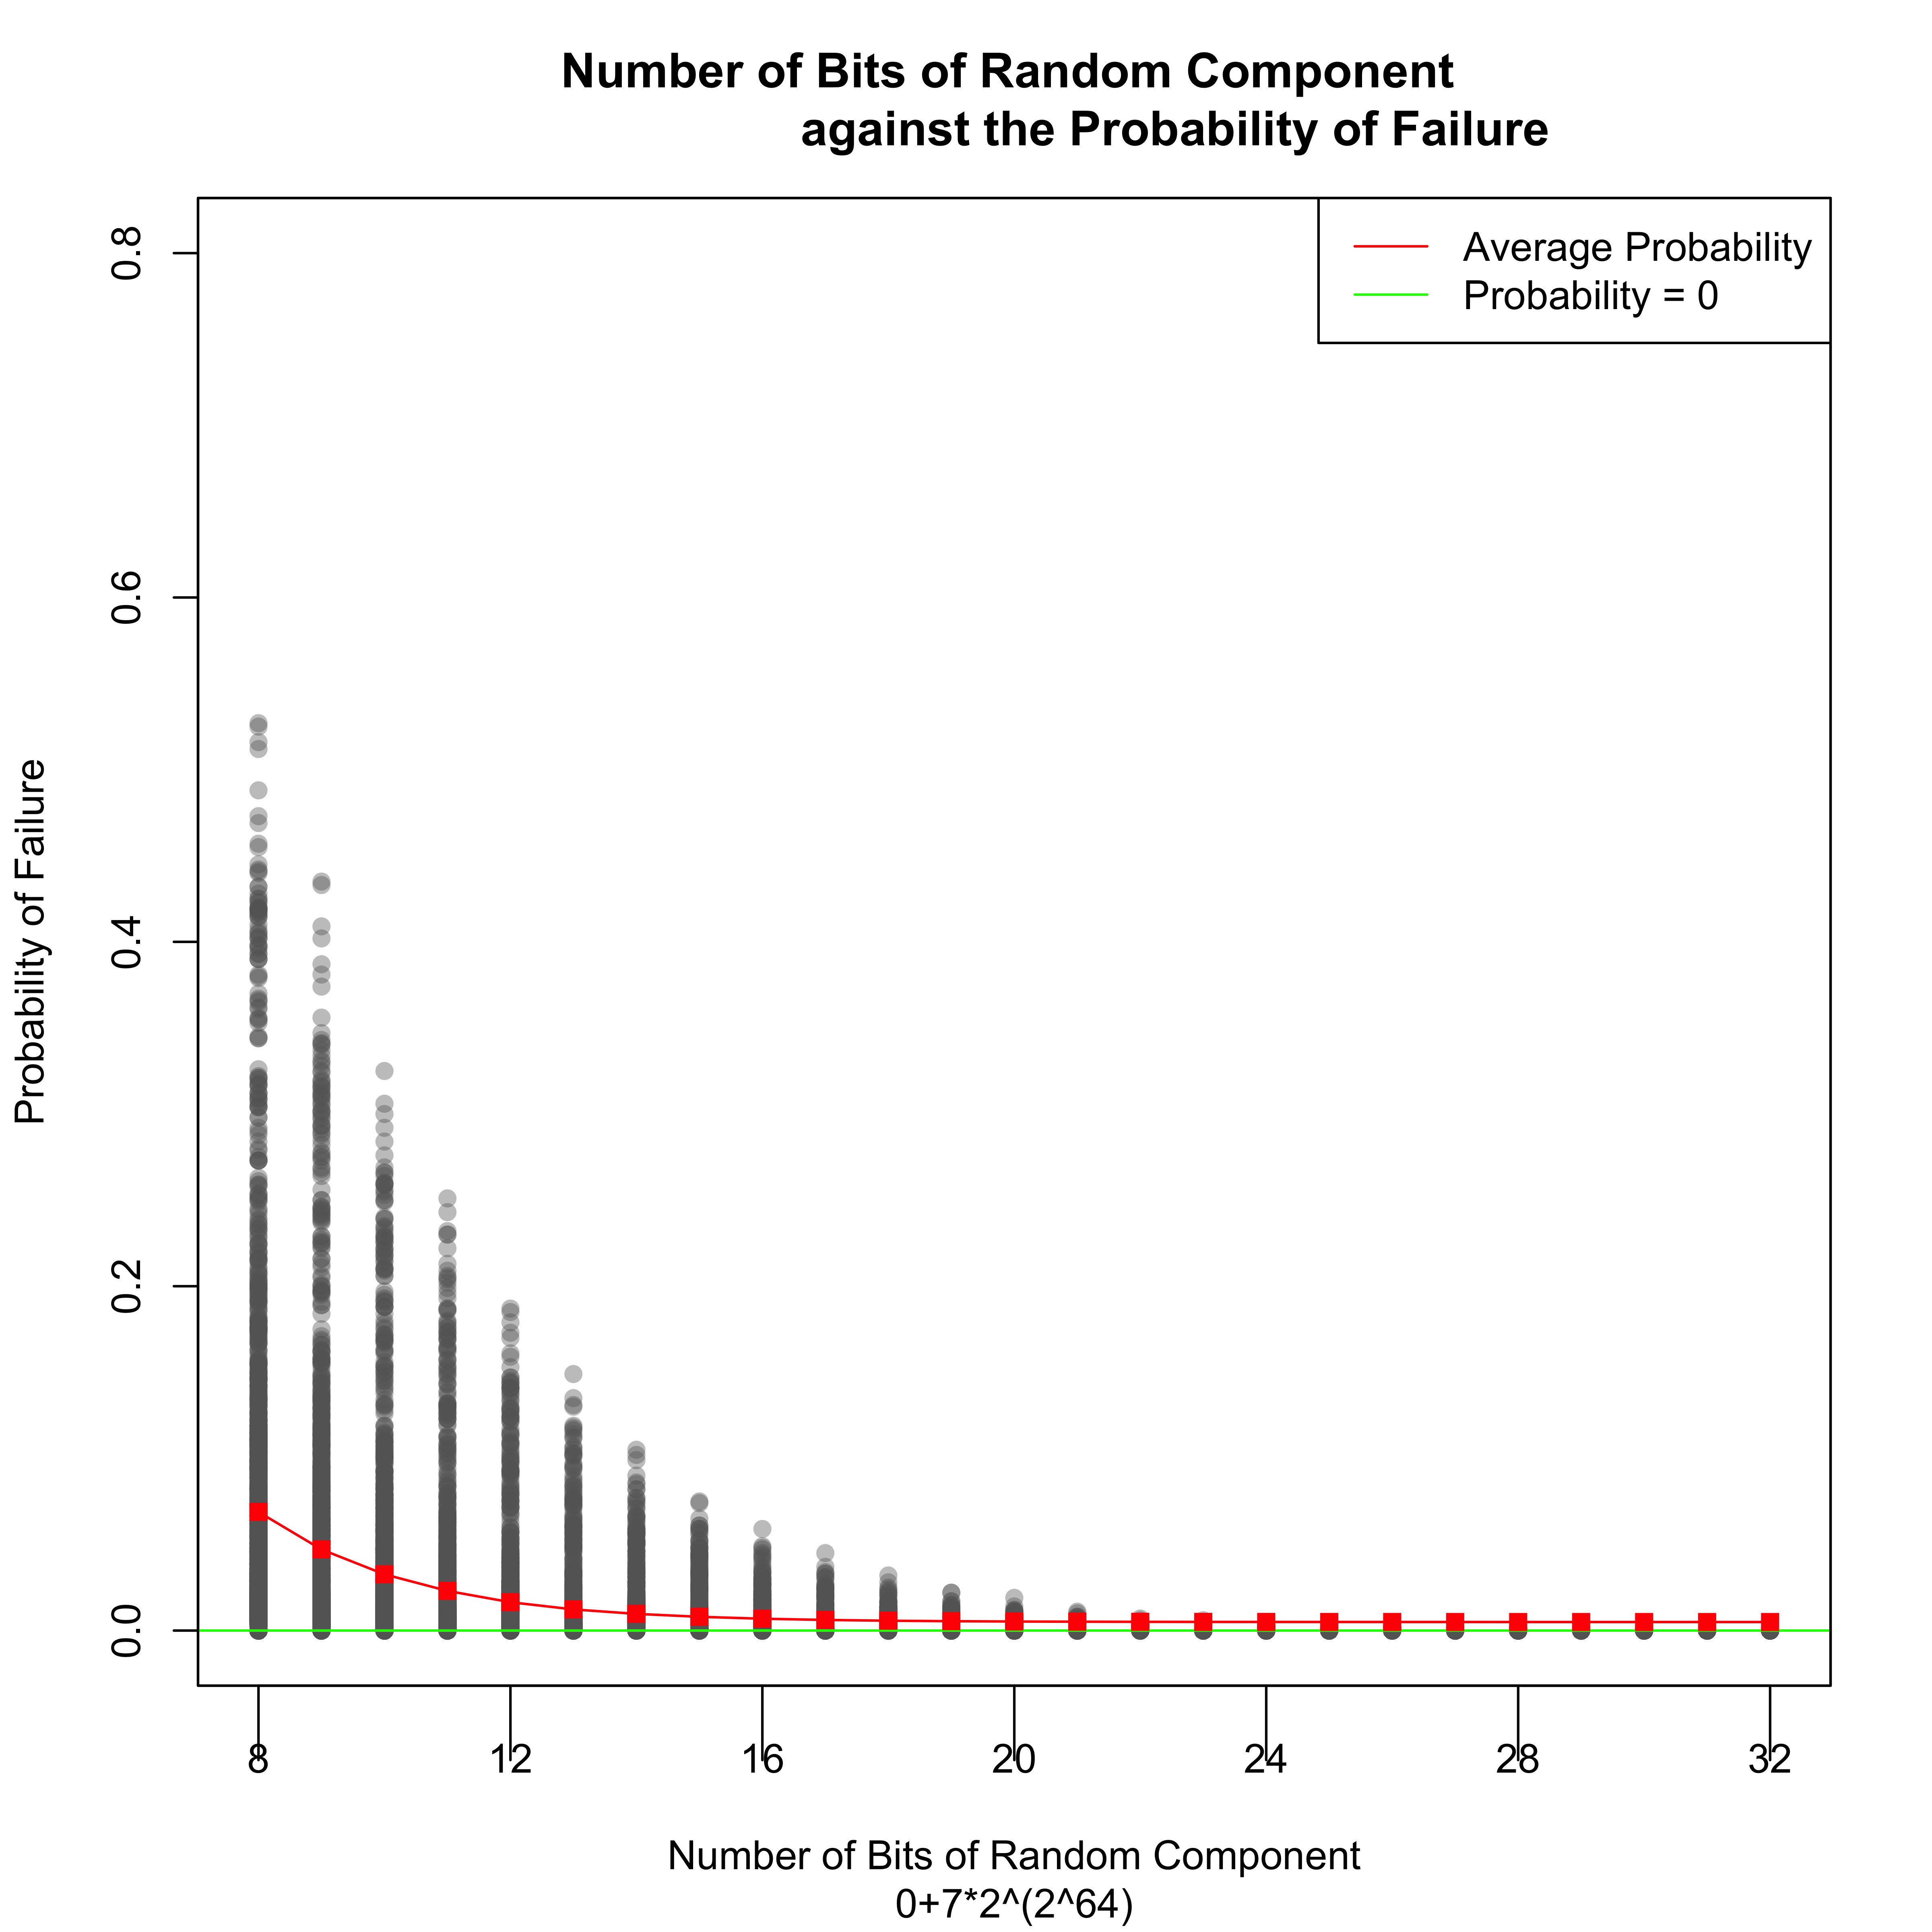 Number of Bits of Random Component
against the Probability of Failure
Average Probability
Probability = 0
Probability of Failure
0.8
0.6
0.4
0.2
0.0
8 12 16 20 24 28 32
Number of Bits of Random Component
0+7*2^(2^64)